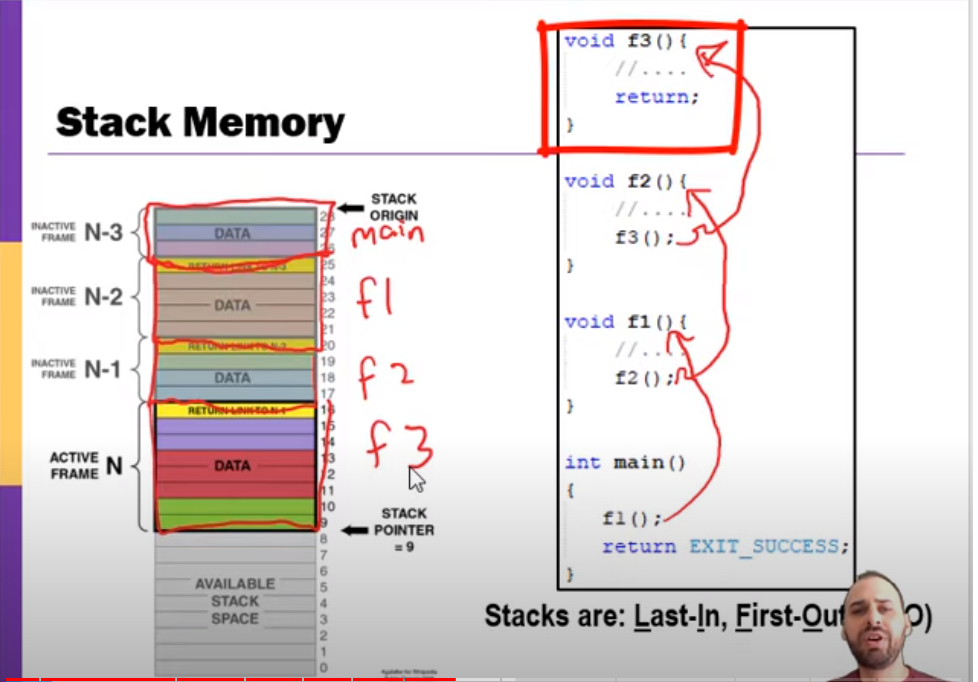 Stack Memory
STACK
ORIGIN
INACTIVE
FRAME N-3
DATA
28
27
26
main
RETURN LINK TO N-3
25
INACTIVE
FRAME N-2
DATA
24
23
22
21
f1
RETURN LINK TO N-2
20
INACTIVE
FRAME N-1
DATA
19
18
17
f2
RETURN LINK TO N-1
16
ACTIVE
FRAME N
DATA
15
14
13
12
11
10
9
f3
STACK
POINTER
= 9
AVAILABLE
STACK
SPACE
8
7
6
5
4
3
2
1
0
void f3(){
//....
return;
}
void f2(){
//....
f3();
}
void f1(){
//....
f2();
}
int main()
{
f1();
return EXIT_SUCCESS;
}
Stacks are: Last-In, First-Out O)